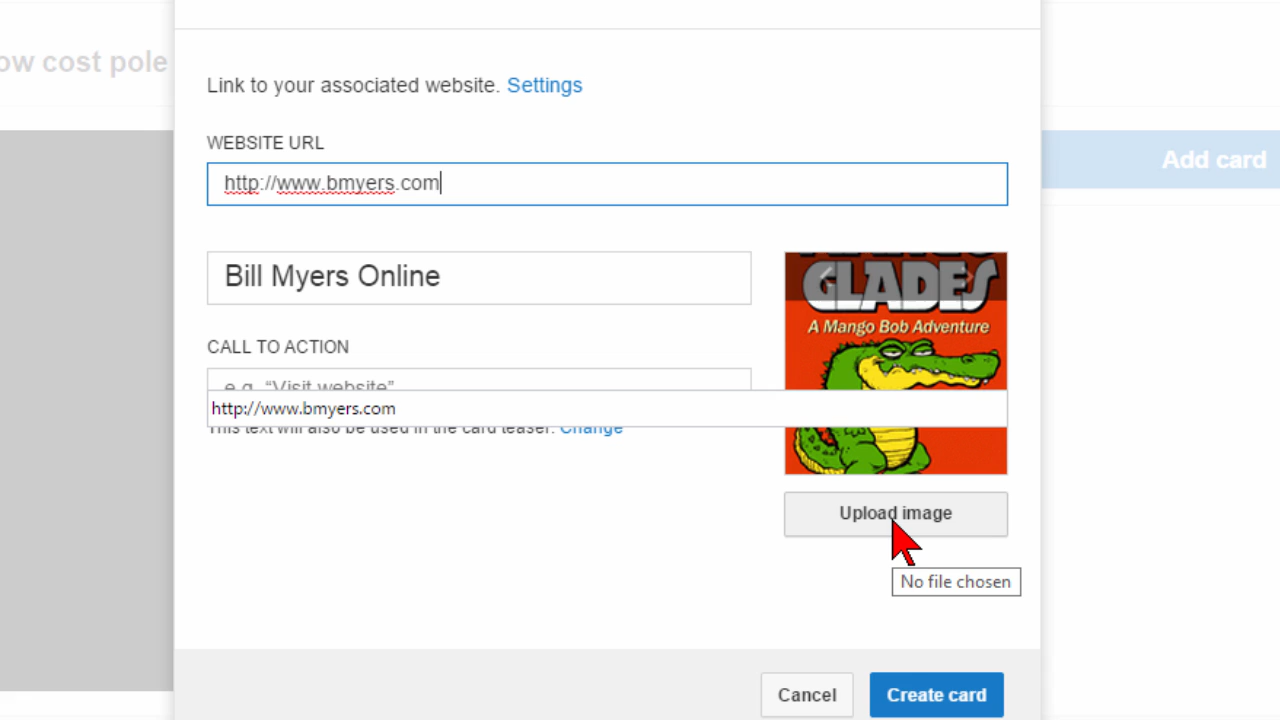 ow cost pole
Link to your associated website. Settings
WEBSITE URL
http://www.bmyers.com
Add card
Bill Myers Online
GLADES
A Mango Bob Adventure
CALL TO ACTION
e.g. “Visit website”
http://www.bmyers.com
This text will also be used in the card teaser. Change
Upload image
No file chosen
Cancel
Create card